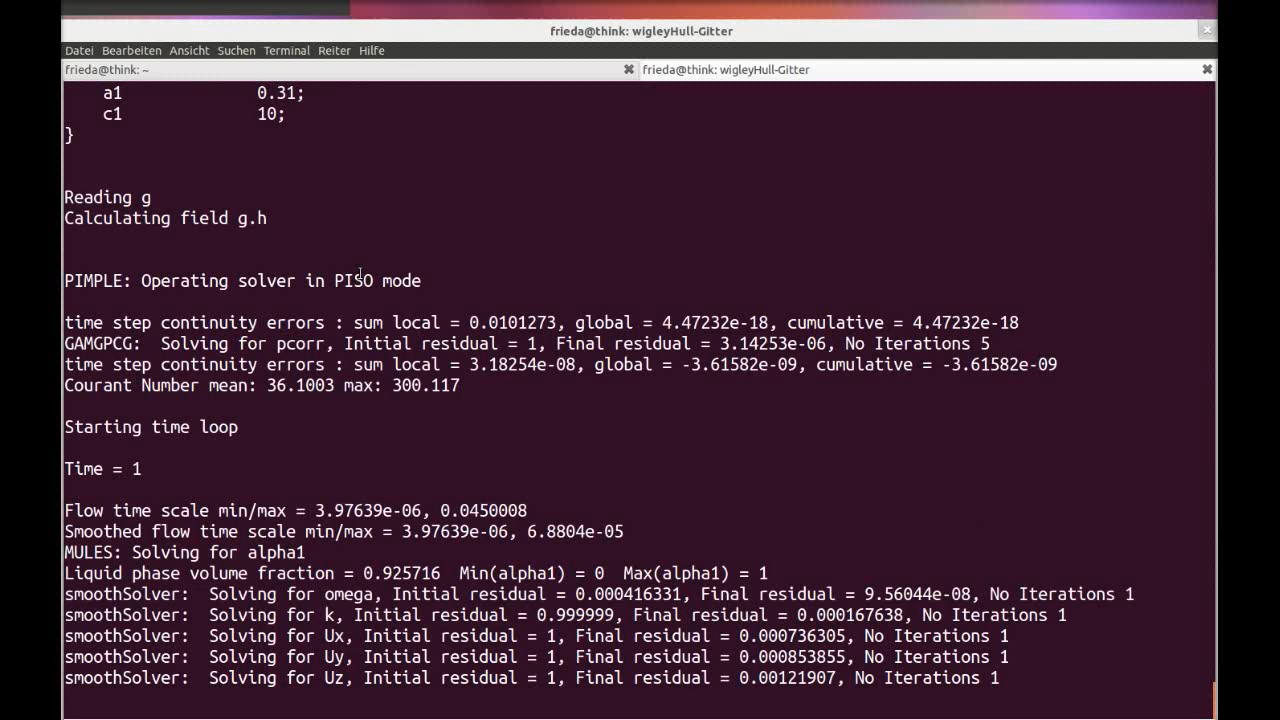 frieda@think: wigleyHull-Gitter
Datei Bearbeiten Ansicht Suchen Terminal Reiter Hilfe
frieda@think: ~
frieda@think: wigleyHull-Gitter
a1 0.31;
c1 10;
}
Reading g
Calculating field g.h
PIMPLE: Operating solver in PISO mode
time step continuity errors : sum local = 0.0101273, global = 4.47232e-18, cumulative = 4.47232e-18
GAMGPCG:  Solving for pcorr, Initial residual = 1, Final residual = 3.14253e-06, No Iterations 5
time step continuity errors : sum local = 3.18254e-08, global = -3.61582e-09, cumulative = -3.61582e-09
Courant Number mean: 36.1003 max: 300.117
Starting time loop
Time = 1
Flow time scale min/max = 3.97639e-06, 0.0450008
Smoothed flow time scale min/max = 3.97639e-06, 6.8804e-05
MULES: Solving for alpha1
Liquid phase volume fraction = 0.925716  Min(alpha1) = 0  Max(alpha1) = 1
smoothSolver:  Solving for omega, Initial residual = 0.000416331, Final residual = 9.56044e-08, No Iterations 1
smoothSolver:  Solving for k, Initial residual = 0.999999, Final residual = 0.000167638, No Iterations 1
smoothSolver:  Solving for Ux, Initial residual = 1, Final residual = 0.000736305, No Iterations 1
smoothSolver:  Solving for Uy, Initial residual = 1, Final residual = 0.000853855, No Iterations 1
smoothSolver:  Solving for Uz, Initial residual = 1, Final residual = 0.00121907, No Iterations 1